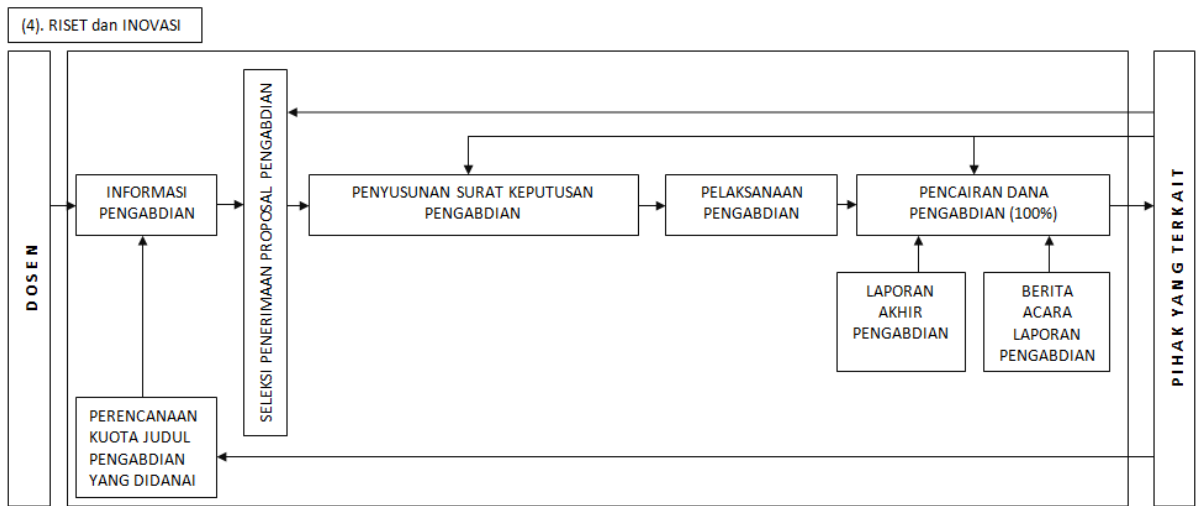 (4). RISET dan INOVASI
DOSEN
INFORMASI
PENGABDIAN
PERENCANAAN
KUOTA JUDUL
PENGABDIAN
YANG DIDANAI
SELEKSI PENERIMAAN PROPOSAL PENGABDIAN
PENYUSUNAN SURAT KEPUTUSAN
PENGABDIAN
PELAKSANAAN
PENGABDIAN
PENCAIRAN DANA
PENGABDIAN (100%)
LAPORAN
AKHIR
PENGABDIAN
BERITA
ACARA
LAPORAN
PENGABDIAN
PIHAK YANG TERKAIT